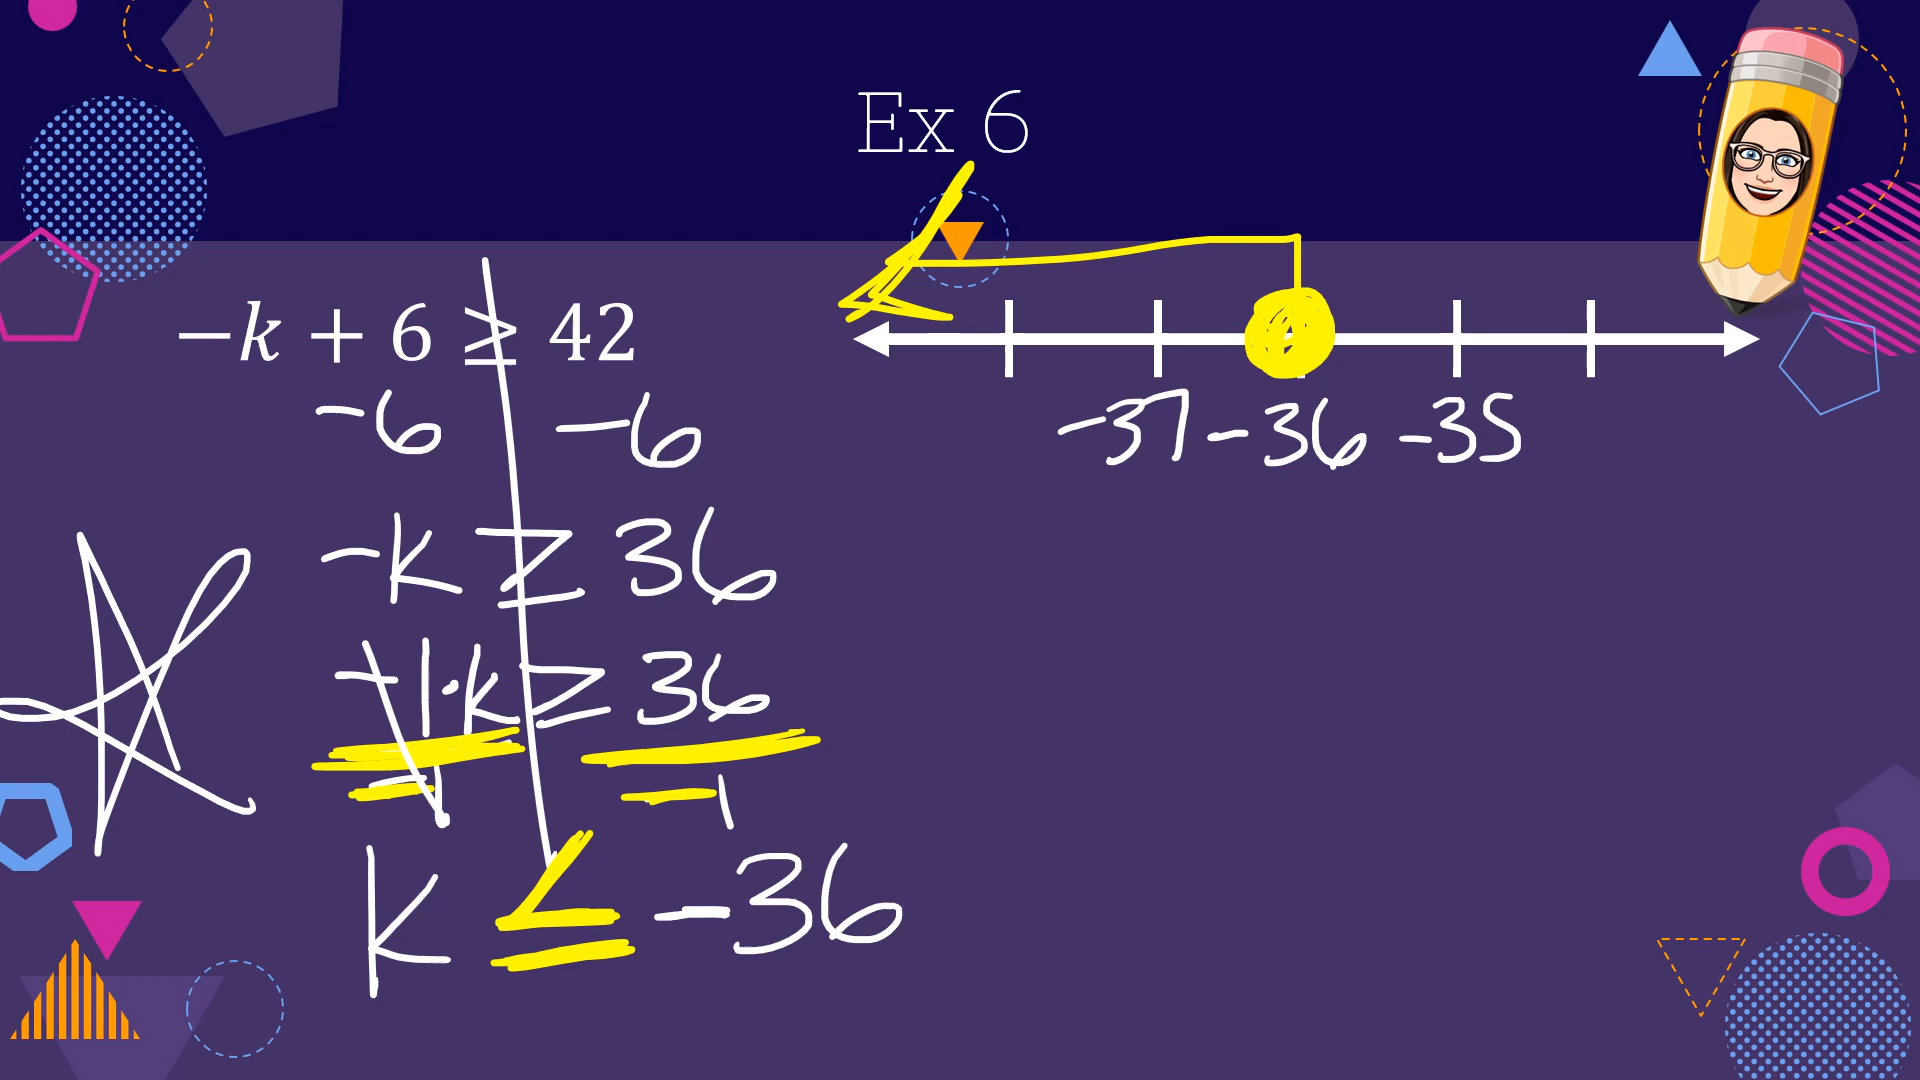 Ex 6
−k + 6 ≥ 42
−6 −6
−k ≥ 36
−1·k ≥ 36
−1 −1
k ≤ −36
−37 −36 −35